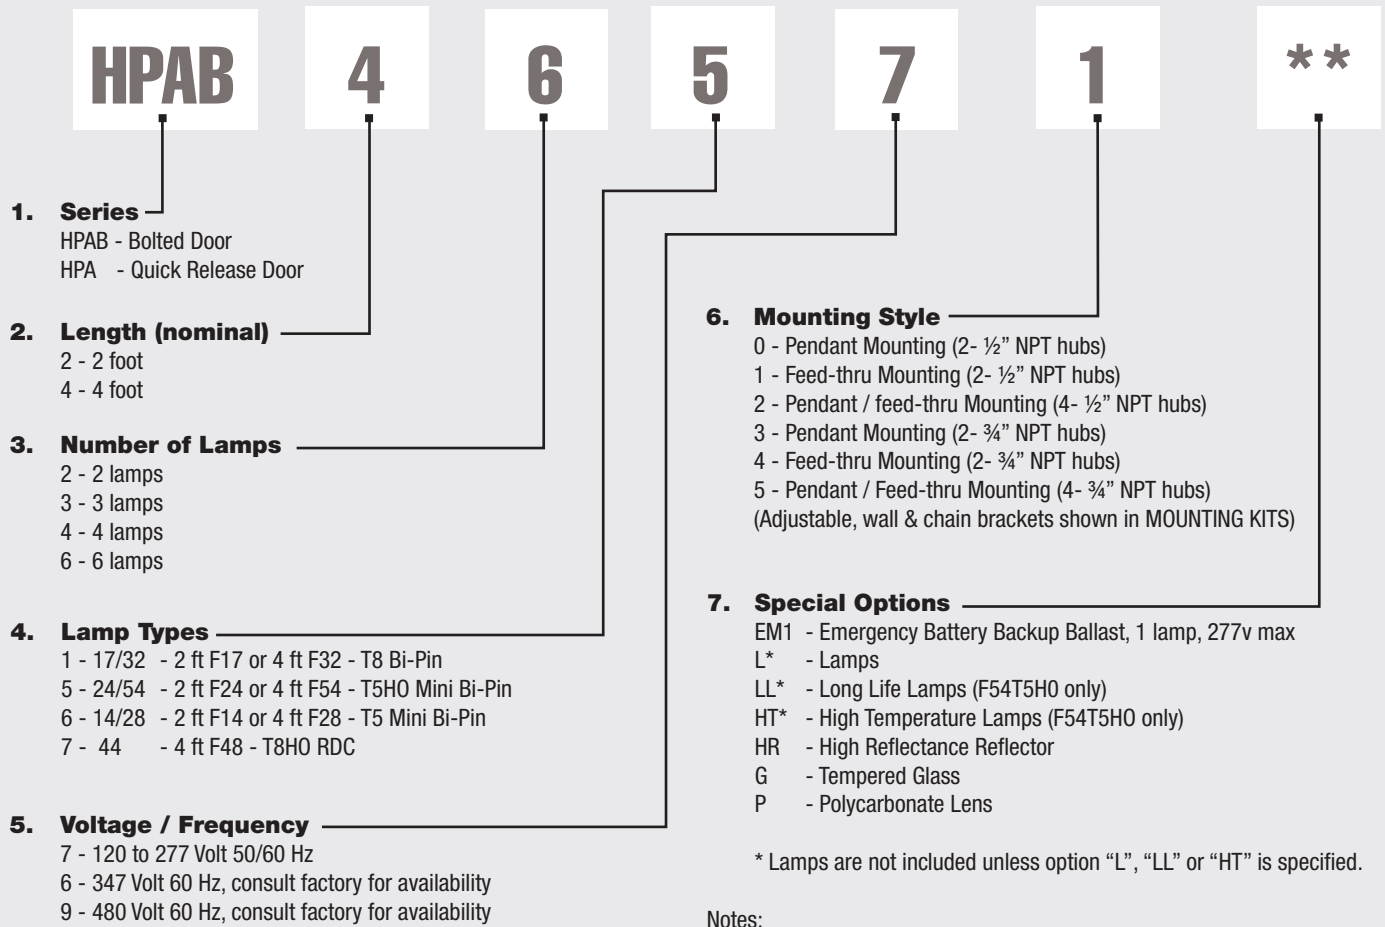 HPAB 4 6 5 7 1 **
1. Series
HPAB - Bolted Door
HPA - Quick Release Door
2. Length (nominal)
2 - 2 foot
4 - 4 foot
3. Number of Lamps
2 - 2 lamps
3 - 3 lamps
4 - 4 lamps
6 - 6 lamps
4. Lamp Types
1 - 17/32 - 2 ft F17 or 4 ft F32 - T8 Bi-Pin
5 - 24/54 - 2 ft F24 or 4 ft F54 - T5HO Mini Bi-Pin
6 - 14/28 - 2 ft F14 or 4 ft F28 - T5 Mini Bi-Pin
7 - 44 - 4 ft F48 - T8HO RDC
5. Voltage / Frequency
7 - 120 to 277 Volt 50/60 Hz
6 - 347 Volt 60 Hz, consult factory for availability
9 - 480 Volt 60 Hz, consult factory for availability
6. Mounting Style
0 - Pendant Mounting (2- ½” NPT hubs)
1 - Feed-thru Mounting (2- ½” NPT hubs)
2 - Pendant / feed-thru Mounting (4- ½” NPT hubs)
3 - Pendant Mounting (2- ¾” NPT hubs)
4 - Feed-thru Mounting (2- ¾” NPT hubs)
5 - Pendant / Feed-thru Mounting (4- ¾” NPT hubs)
(Adjustable, wall & chain brackets shown in MOUNTING KITS)
7. Special Options
EM1 - Emergency Battery Backup Ballast, 1 lamp, 277v max
L* - Lamps
LL* - Long Life Lamps (F54T5H0 only)
HT* - High Temperature Lamps (F54T5HO only)
HR - High Reflectance Reflector
G - Tempered Glass
P - Polycarbonate Lens
* Lamps are not included unless option “L”, “LL” or “HT” is specified.
Notes: